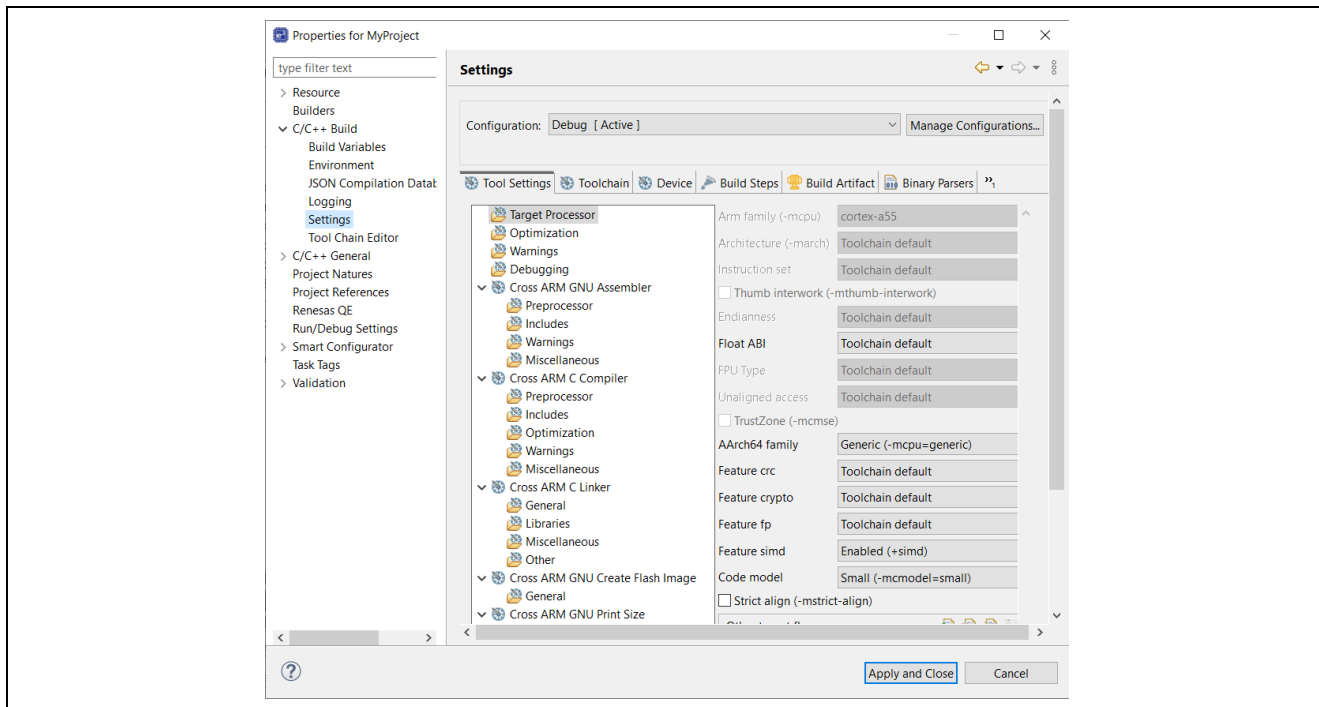 Properties for MyProject
type filter text
Resource
Builders
C/C++ Build
Build Variables
Environment
JSON Compilation Datab
Logging
Settings
Tool Chain Editor
C/C++ General
Project Natures
Project References
Renesas QE
Run/Debug Settings
Smart Configurator
Task Tags
Validation
Settings
Configuration: Debug [ Active ] Manage Configurations...
Tool Settings Toolchain Device Build Steps Build Artifact Binary Parsers »1
Target Processor
Optimization
Warnings
Debugging
Cross ARM GNU Assembler
Preprocessor
Includes
Warnings
Miscellaneous
Cross ARM C Compiler
Preprocessor
Includes
Optimization
Warnings
Miscellaneous
Cross ARM C Linker
General
Libraries
Miscellaneous
Other
Cross ARM GNU Create Flash Image
General
Cross ARM GNU Print Size
Arm family (-mcpu) cortex-a55
Architecture (-march) Toolchain default
Instruction set Toolchain default
Thumb interwork (-mthumb-interwork)
Endianness Toolchain default
Float ABI Toolchain default
FPU Type Toolchain default
Unaligned access Toolchain default
TrustZone (-mcmse)
AArch64 family Generic (-mcpu=generic)
Feature crc Toolchain default
Feature crypto Toolchain default
Feature fp Toolchain default
Feature simd Enabled (+simd)
Code model Small (-mcmodel=small)
Strict align (-mstrict-align)
Apply and Close Cancel